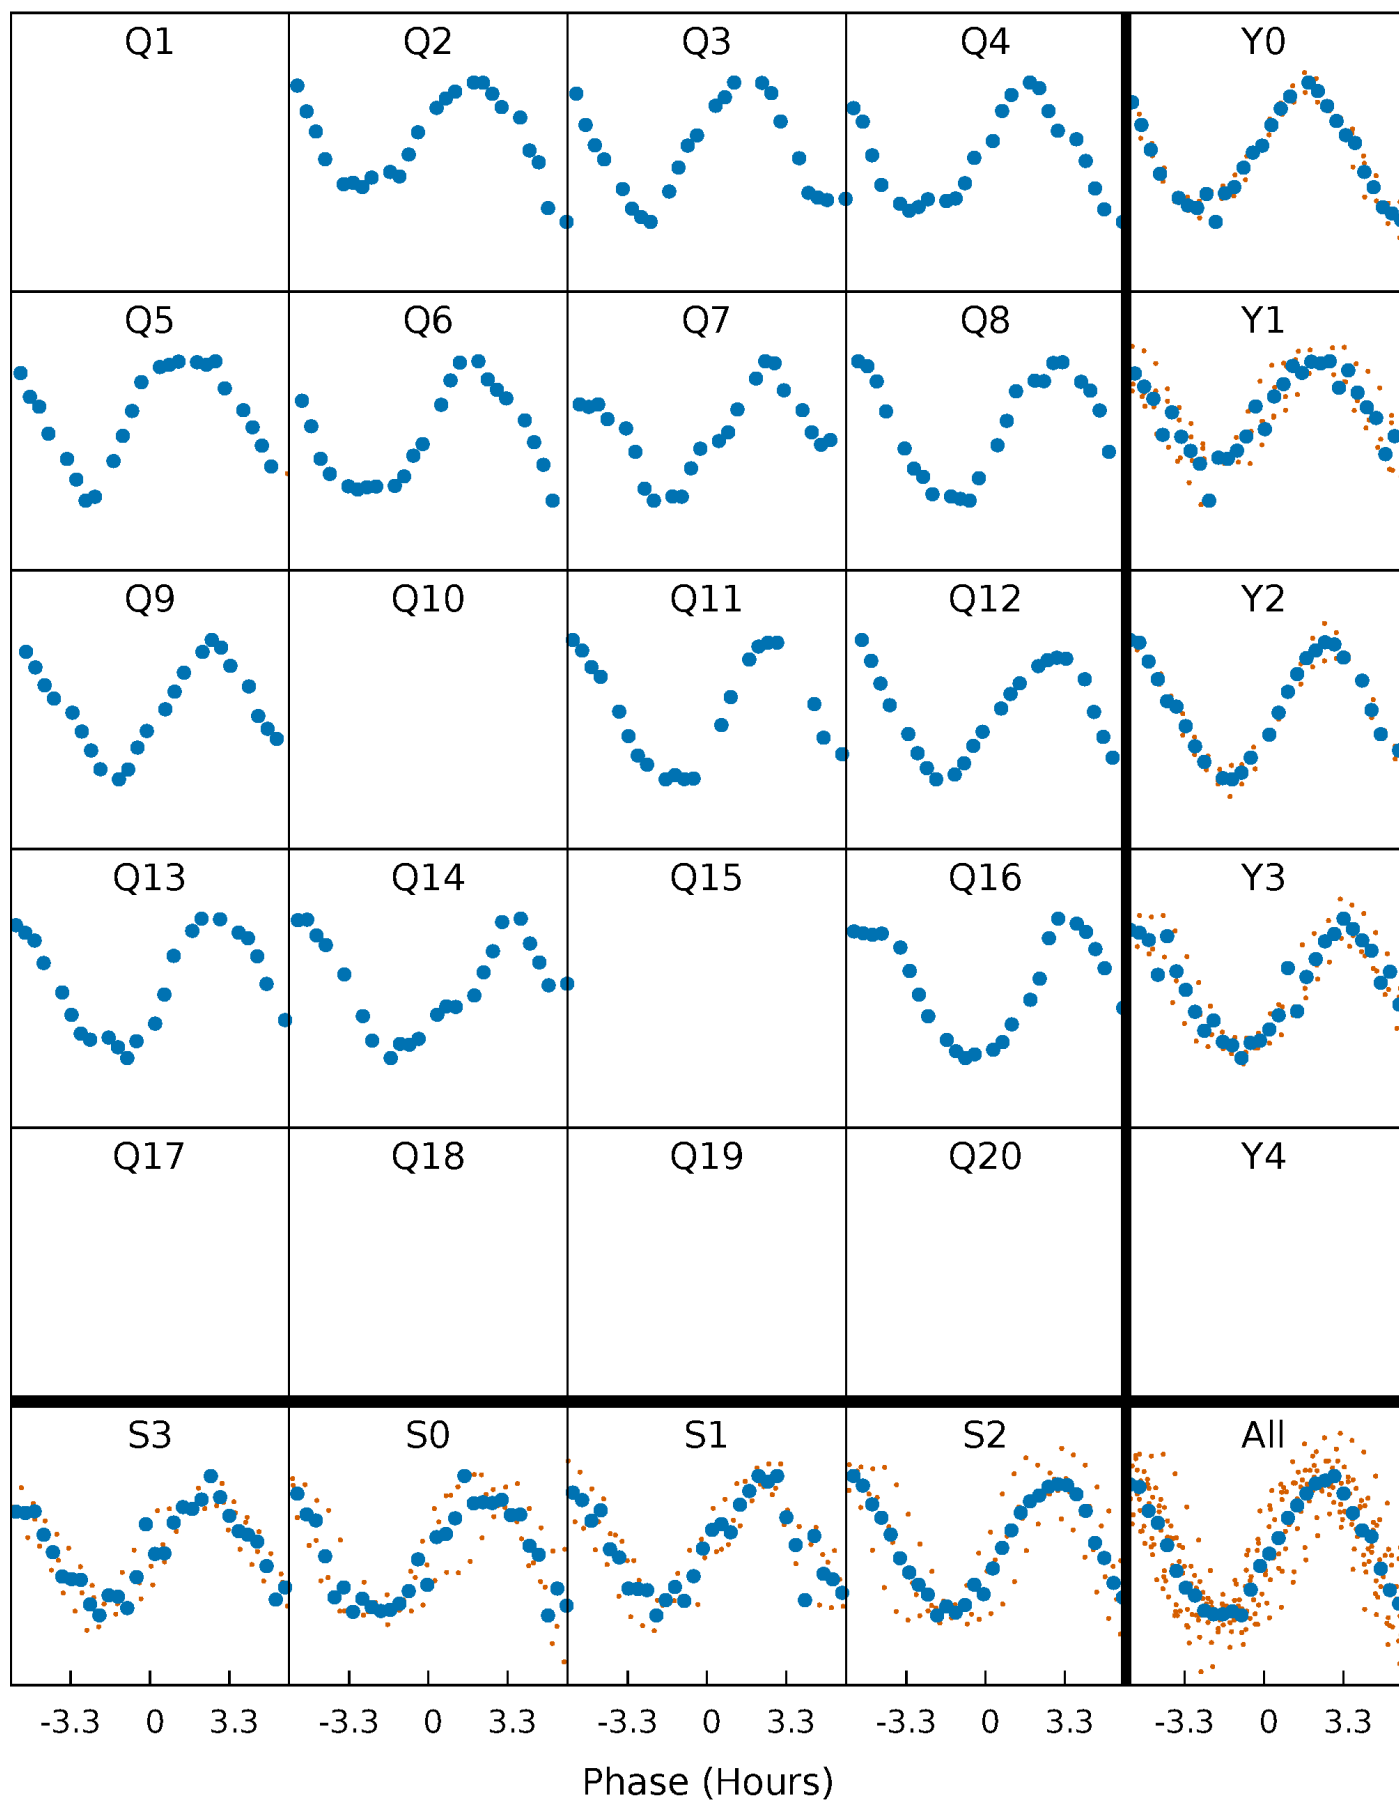 Q1 Q2 Q3 Q4 Y0
Q5 Q6 Q7 Q8 Y1
Q9 Q10 Q11 Q12 Y2
Q13 Q14 Q15 Q16 Y3
Q17 Q18 Q19 Q20 Y4
S3 S0 S1 S2 All
-3.3 0 3.3 -3.3 0 3.3 -3.3 0 3.3 -3.3 0 3.3 -3.3 0 3.3
Phase (Hours)